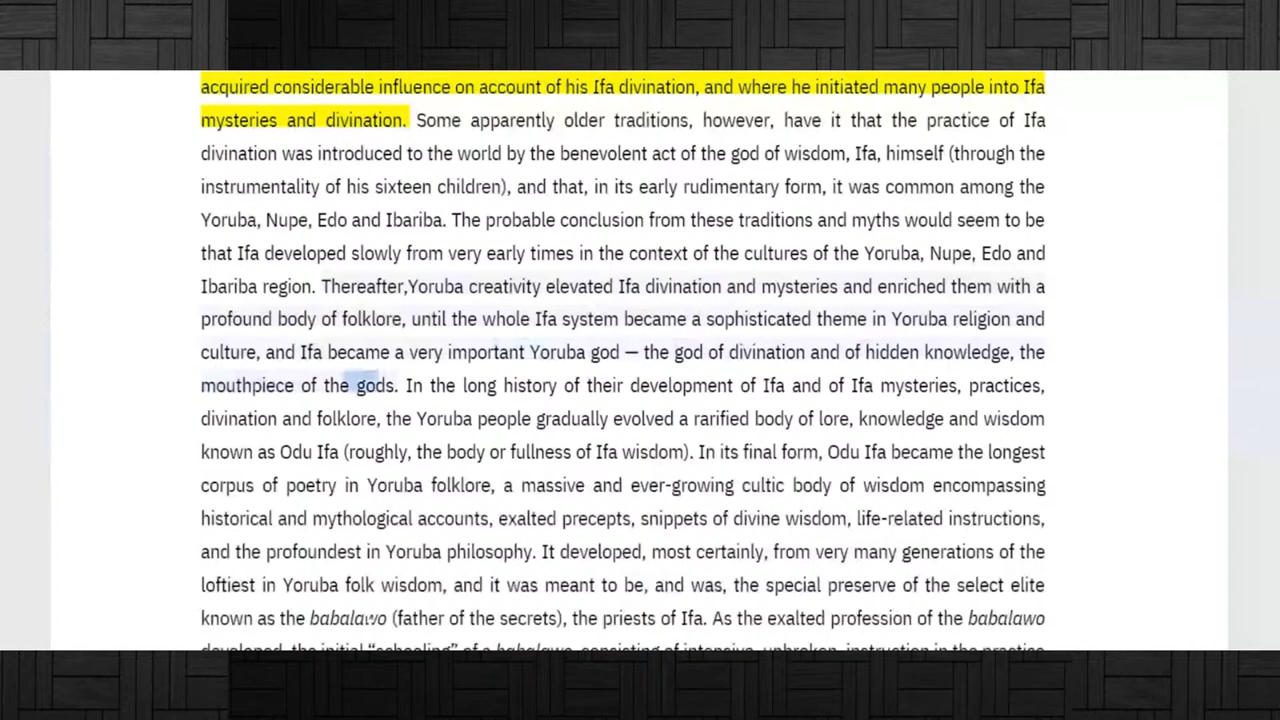 acquired considerable influence on account of his Ifa divination, and where he initiated many people into Ifa
mysteries and divination. Some apparently older traditions, however, have it that the practice of Ifa
divination was introduced to the world by the benevolent act of the god of wisdom, Ifa, himself (through the
instrumentality of his sixteen children), and that, in its early rudimentary form, it was common among the
Yoruba, Nupe, Edo and Ibariba. The probable conclusion from these traditions and myths would seem to be
that Ifa developed slowly from very early times in the context of the cultures of the Yoruba, Nupe, Edo and
Ibariba region. Thereafter,Yoruba creativity elevated Ifa divination and mysteries and enriched them with a
profound body of folklore, until the whole Ifa system became a sophisticated theme in Yoruba religion and
culture, and Ifa became a very important Yoruba god — the god of divination and of hidden knowledge, the
mouthpiece of the gods. In the long history of their development of Ifa and of Ifa mysteries, practices,
divination and folklore, the Yoruba people gradually evolved a rarified body of lore, knowledge and wisdom
known as Odu Ifa (roughly, the body or fullness of Ifa wisdom). In its final form, Odu Ifa became the longest
corpus of poetry in Yoruba folklore, a massive and ever-growing cultic body of wisdom encompassing
historical and mythological accounts, exalted precepts, snippets of divine wisdom, life-related instructions,
and the profoundest in Yoruba philosophy. It developed, most certainly, from very many generations of the
loftiest in Yoruba folk wisdom, and it was meant to be, and was, the special preserve of the select elite
known as the babalawo (father of the secrets), the priests of Ifa. As the exalted profession of the babalawo
developed, the initial “schooling” of a babalawo, consisting of intensive, unbroken, instruction in the practice